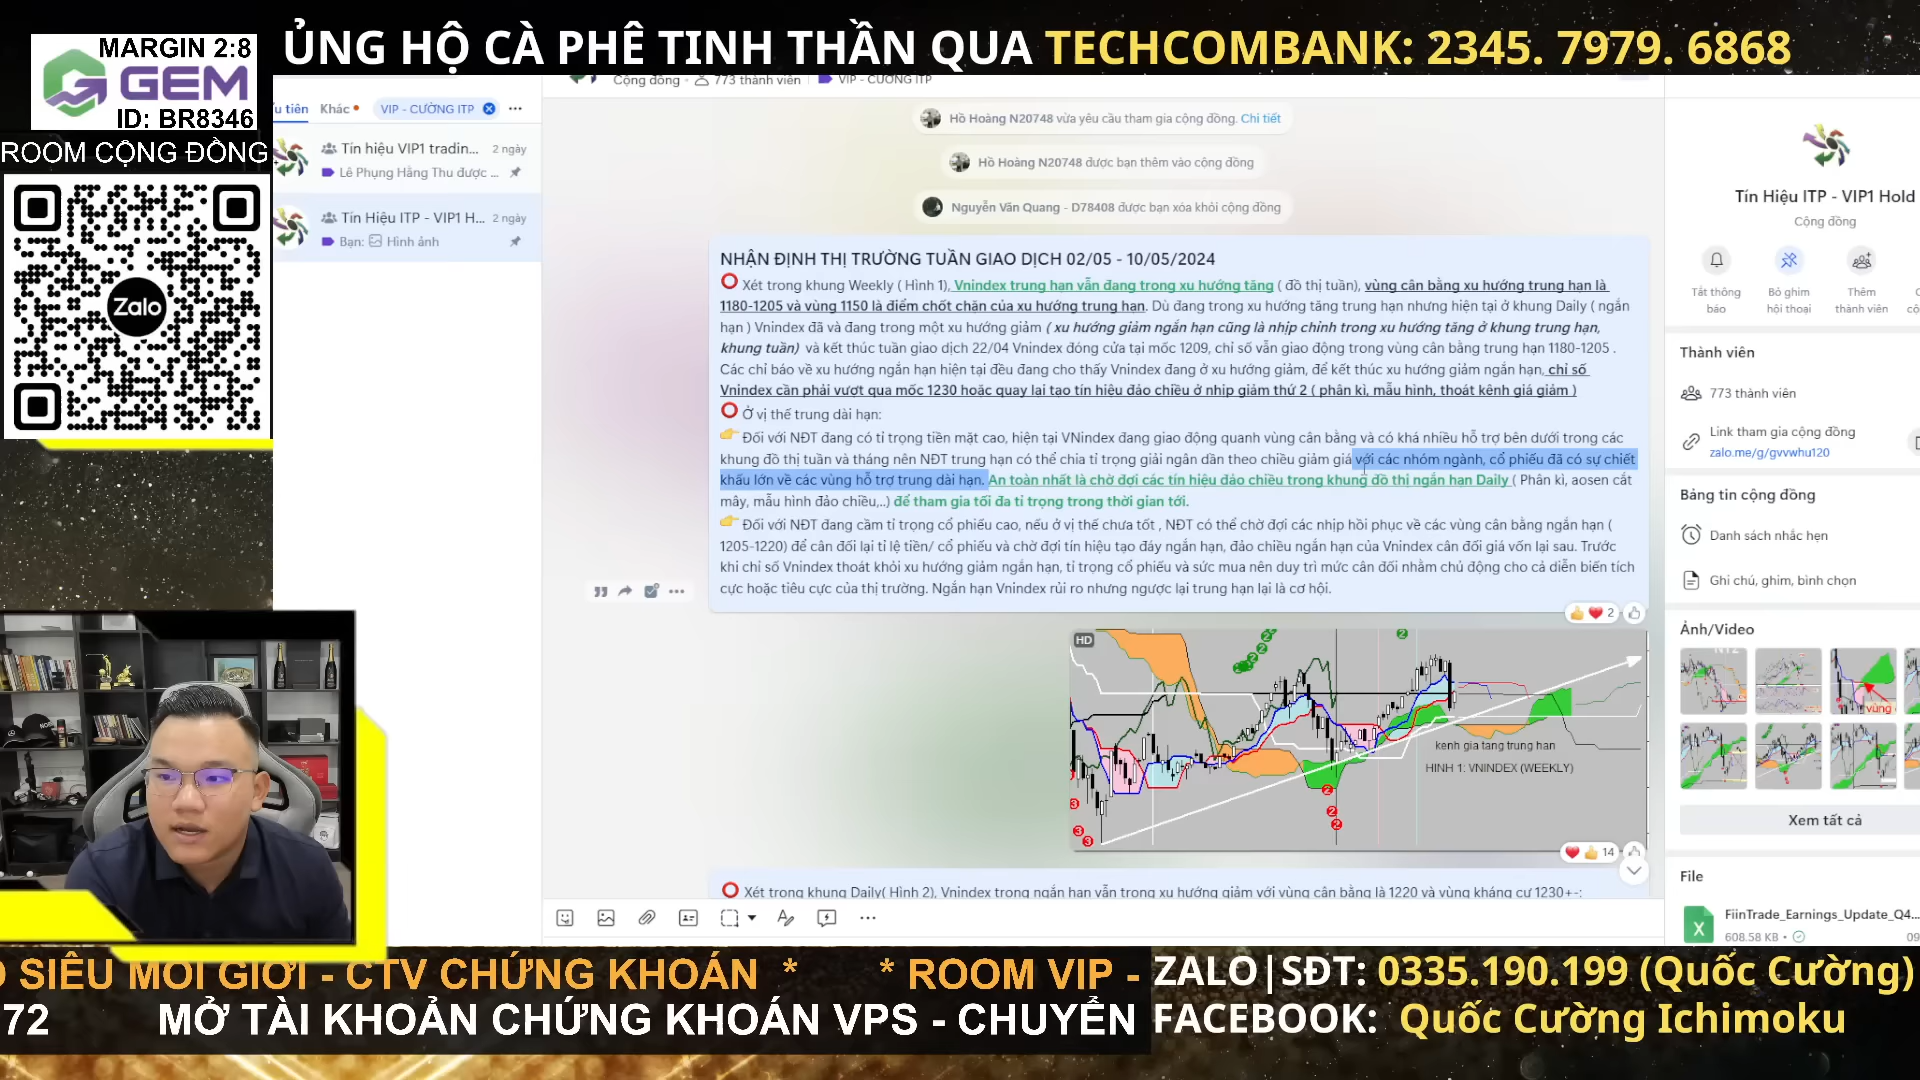 MARGIN 2:8
GEM
ID: BR8346
ROOM CỘNG ĐỒNG
Zalo
ỦNG HỘ CÀ PHÊ TINH THẦN QUA TECHCOMBANK: 2345. 7979. 6868
Cộng đồng - 773 thành viên VIP - CƯỜNG ITP
u tiên Khác VIP - CƯỜNG ITP
Tín hiệu VIP1 tradin... 2 ngày
Lê Phụng Hằng Thu được ...
Tín Hiệu ITP - VIP1 H... 2 ngày
Bạn: Hình ảnh
Hồ Hoàng N20748 vừa yêu cầu tham gia cộng đồng. Chi tiết
Hồ Hoàng N20748 được bạn thêm vào cộng đồng
Nguyễn Văn Quang - D78408 được bạn xóa khỏi cộng đồng
NHẬN ĐỊNH THỊ TRƯỜNG TUẦN GIAO DỊCH 02/05 - 10/05/2024
Xét trong khung Weekly ( Hình 1), Vnindex trung hạn vẫn đang trong xu hướng tăng ( đồ thị tuần), vùng cân bằng xu hướng trung hạn là
1180-1205 và vùng 1150 là điểm chốt chặn của xu hướng trung hạn. Dù đang trong xu hướng tăng trung hạn nhưng hiện tại ở khung Daily ( ngắn
hạn ) Vnindex đã và đang trong một xu hướng giảm ( xu hướng giảm ngắn hạn cũng là nhịp chỉnh trong xu hướng tăng ở khung trung hạn,
khung tuần) và kết thúc tuần giao dịch 22/04 Vnindex đóng cửa tại mốc 1209, chỉ số vẫn giao động trong vùng cân bằng trung hạn 1180-1205 .
Các chỉ báo về xu hướng ngắn hạn hiện tại đều đang cho thấy Vnindex đang ở xu hướng giảm, để kết thúc xu hướng giảm ngắn hạn, chỉ số
Vnindex cần phải vượt qua mốc 1230 hoặc quay lại tạo tín hiệu đảo chiều ở nhịp giảm thứ 2 ( phân kì, mẫu hình, thoát kênh giá giảm )
Ở vị thế trung dài hạn:
Đối với NĐT đang có tỉ trọng tiền mặt cao, hiện tại VNindex đang giao động quanh vùng cân bằng và có khá nhiều hỗ trợ bên dưới trong các
khung đồ thị tuần và tháng nên NĐT trung hạn có thể chia tỉ trọng giải ngân dần theo chiều giảm giá với các nhóm ngành, cổ phiếu đã có sự chiết
khấu lớn về các vùng hỗ trợ trung dài hạn. An toàn nhất là chờ đợi các tín hiệu đảo chiều trong khung đồ thị ngắn hạn Daily ( Phân kì, aosen cắt
mây, mẫu hình đảo chiều,..) để tham gia tối đa tỉ trọng trong thời gian tới.
Đối với NĐT đang cầm tỉ trọng cổ phiếu cao, nếu ở vị thế chưa tốt , NĐT có thể chờ đợi các nhịp hồi phục về các vùng cân bằng ngắn hạn (
1205-1220) để cân đối lại tỉ lệ tiền/ cổ phiếu và chờ đợi tín hiệu tạo đáy ngắn hạn, đảo chiều ngắn hạn của Vnindex cân đối giá vốn lại sau. Trước
khi chỉ số Vnindex thoát khỏi xu hướng giảm ngắn hạn, tỉ trọng cổ phiếu và sức mua nên duy trì mức cân đối nhằm chủ động cho cả diễn biến tích
cực hoặc tiêu cực của thị trường. Ngắn hạn Vnindex rủi ro nhưng ngược lại trung hạn lại là cơ hội.
2
HD
kenh gia tang trung han
HINH 1: VNINDEX (WEEKLY)
14
Xét trong khung Daily( Hình 2), Vnindex trong ngắn hạn vẫn trong xu hướng giảm với vùng cân bằng là 1220 và vùng kháng cự 1230+-:
Tín Hiệu ITP - VIP1 Hold
Cộng đồng
Tắt thông báo
Bỏ ghim hội thoại
Thêm thành viên
Thành viên
773 thành viên
Link tham gia cộng đồng
zalo.me/g/gvvwhu120
Bảng tin cộng đồng
Danh sách nhắc hẹn
Ghi chú, ghim, bình chọn
Ảnh/Video
vùng
Xem tất cả
File
FiinTrade_Earnings_Update_Q4...
608.58 KB
09
SIÊU MÔI GIỚI - CTV CHỨNG KHOÁN * * ROOM VIP -
72 MỞ TÀI KHOẢN CHỨNG KHOÁN VPS - CHUYỂN
ZALO|SĐT: 0335.190.199 (Quốc Cường)
FACEBOOK: Quốc Cường Ichimoku